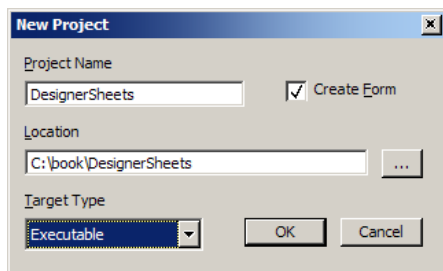 New Project
Project Name
DesignerSheets
Create Form
Location
C:\book\DesignerSheets
...
Target Type
Executable
OK
Cancel